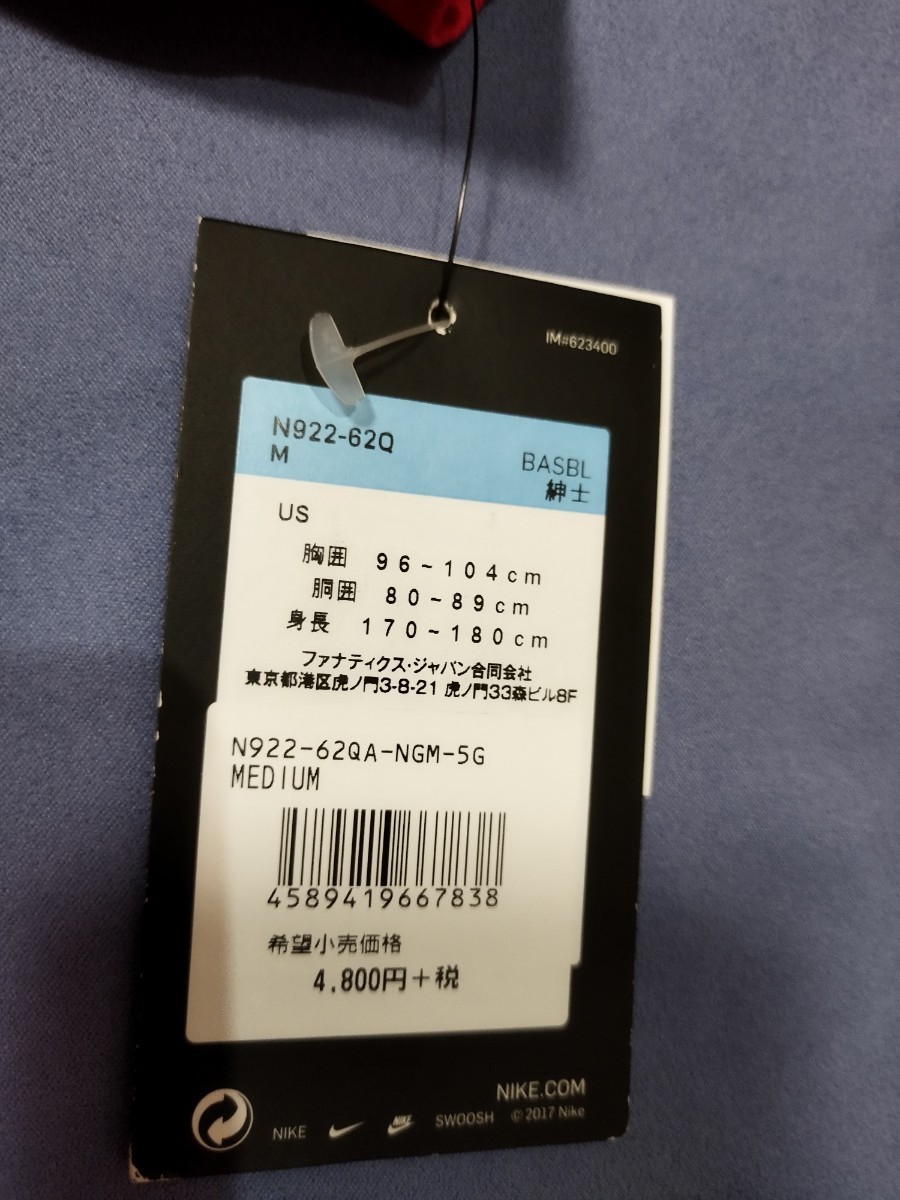 IM#623400
N922-62Q
M
BASBL
紳士
US
胸囲 96~104cm
胴囲 80~89cm
身長 170~180cm
ファナティクス・ジャパン合同会社
東京都港区虎ノ門3-8-21 虎ノ門33森ビル8F
N922-62QA-NGM-5G
MEDIUM
4589419667838
希望小売価格
4,800円+税
NIKE.COM
NIKE NIKE SWOOSH © 2017 Nike